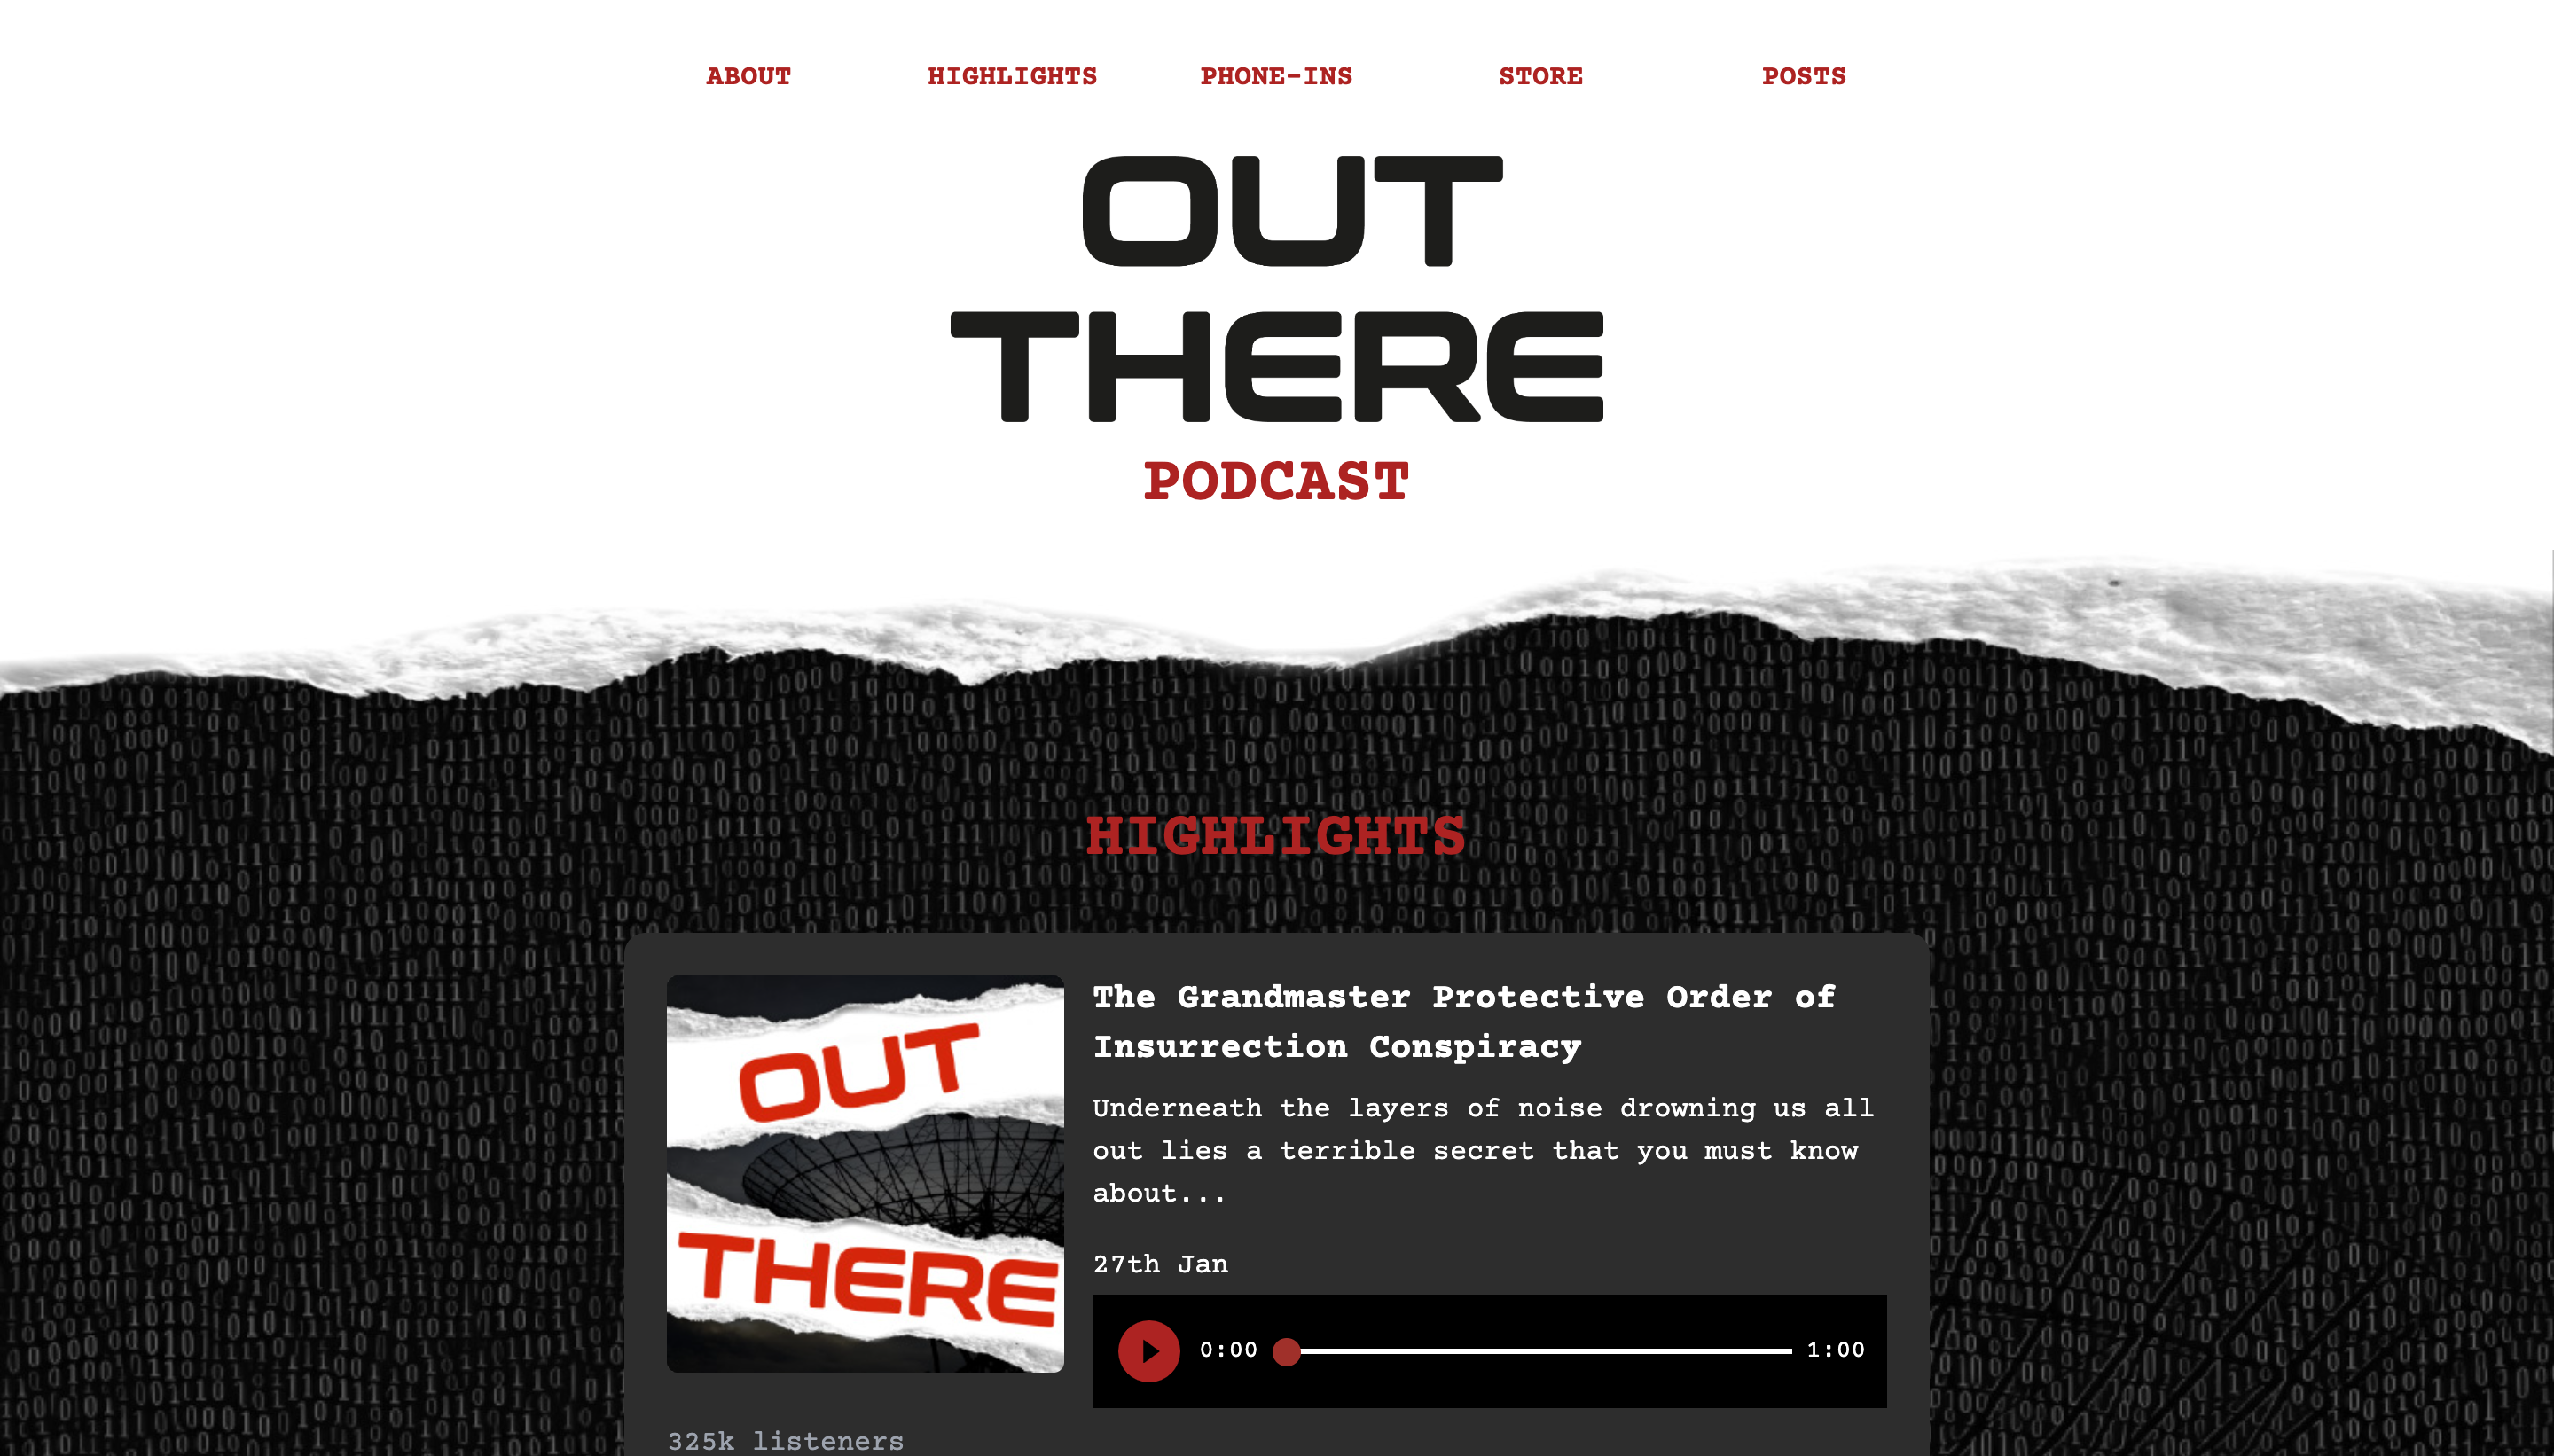 ABOUT HIGHLIGHTS PHONE-INS STORE POSTS
OUT
THERE
PODCAST
HIGHLIGHTS
OUT
THERE
The Grandmaster Protective Order of
Insurrection Conspiracy
Underneath the layers of noise drowning us all
out lies a terrible secret that you must know
about...
27th Jan
0:00 1:00
325k listeners